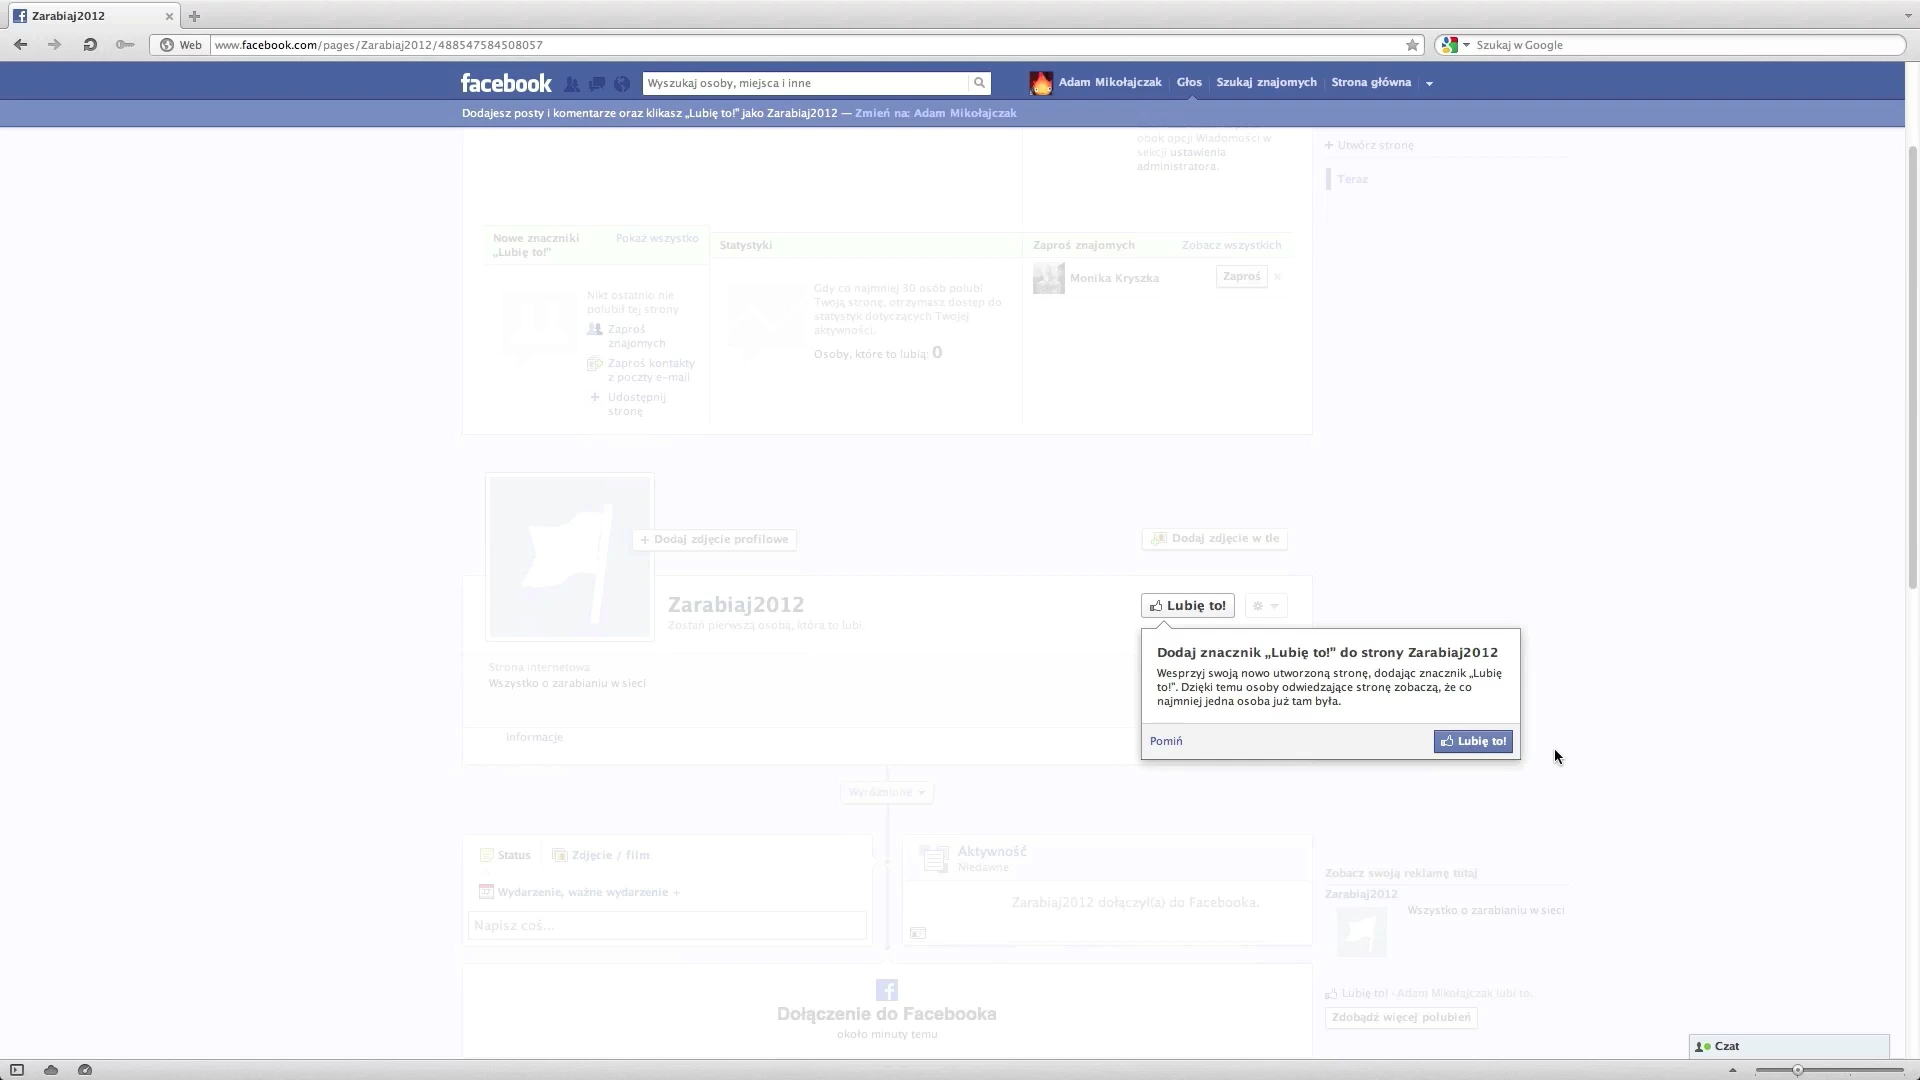 Zarabiaj2012
Web
www.facebook.com/pages/Zarabiaj2012/488547584508057
Szukaj w Google
facebook
Wyszukaj osoby, miejsca i inne
Adam Mikołajczak
Głos
Szukaj znajomych
Strona główna
Dodajesz posty i komentarze oraz klikasz „Lubię to!” jako Zarabiaj2012 — Zmień na: Adam Mikołajczak
obok opcji Wiadomości w
sekcji ustawienia
administratora.
+ Utwórz stronę
Teraz
Nowe znaczniki
„Lubię to!”
Pokaż wszystko
Statystyki
Zaproś znajomych
Zobacz wszystkich
Nikt ostatnio nie
polubił tej strony
Zaproś
znajomych
Zaproś kontakty
z poczty e-mail
+ Udostępnij
stronę
Gdy co najmniej 30 osób polubi
Twoją stronę, otrzymasz dostęp do
statystyk dotyczących Twojej
aktywności.
Osoby, które to lubią: 0
Monika Kryszka
Zaproś
+ Dodaj zdjęcie profilowe
Dodaj zdjęcie w tle
Zarabiaj2012
Zostań pierwszą osobą, która to lubi.
Lubię to!
Strona internetowa
Wszystko o zarabianiu w sieci
Informacje
Dodaj znacznik „Lubię to!” do strony Zarabiaj2012
Wesprzyj swoją nowo utworzoną stronę, dodając znacznik „Lubię
to!”. Dzięki temu osoby odwiedzające stronę zobaczą, że co
najmniej jedna osoba już tam była.
Pomiń
Lubię to!
Wyróżnione
Status
Zdjęcie / film
Wydarzenie, ważne wydarzenie +
Napisz coś...
Aktywność
Niedawne
Zarabiaj2012 dołączył(a) do Facebooka.
Dołączenie do Facebooka
około minuty temu
Zobacz swoją reklamę tutaj
Zarabiaj2012
Wszystko o zarabianiu w sieci
Lubię to! · Adam Mikołajczak lubi to.
Zdobądź więcej polubień
Czat